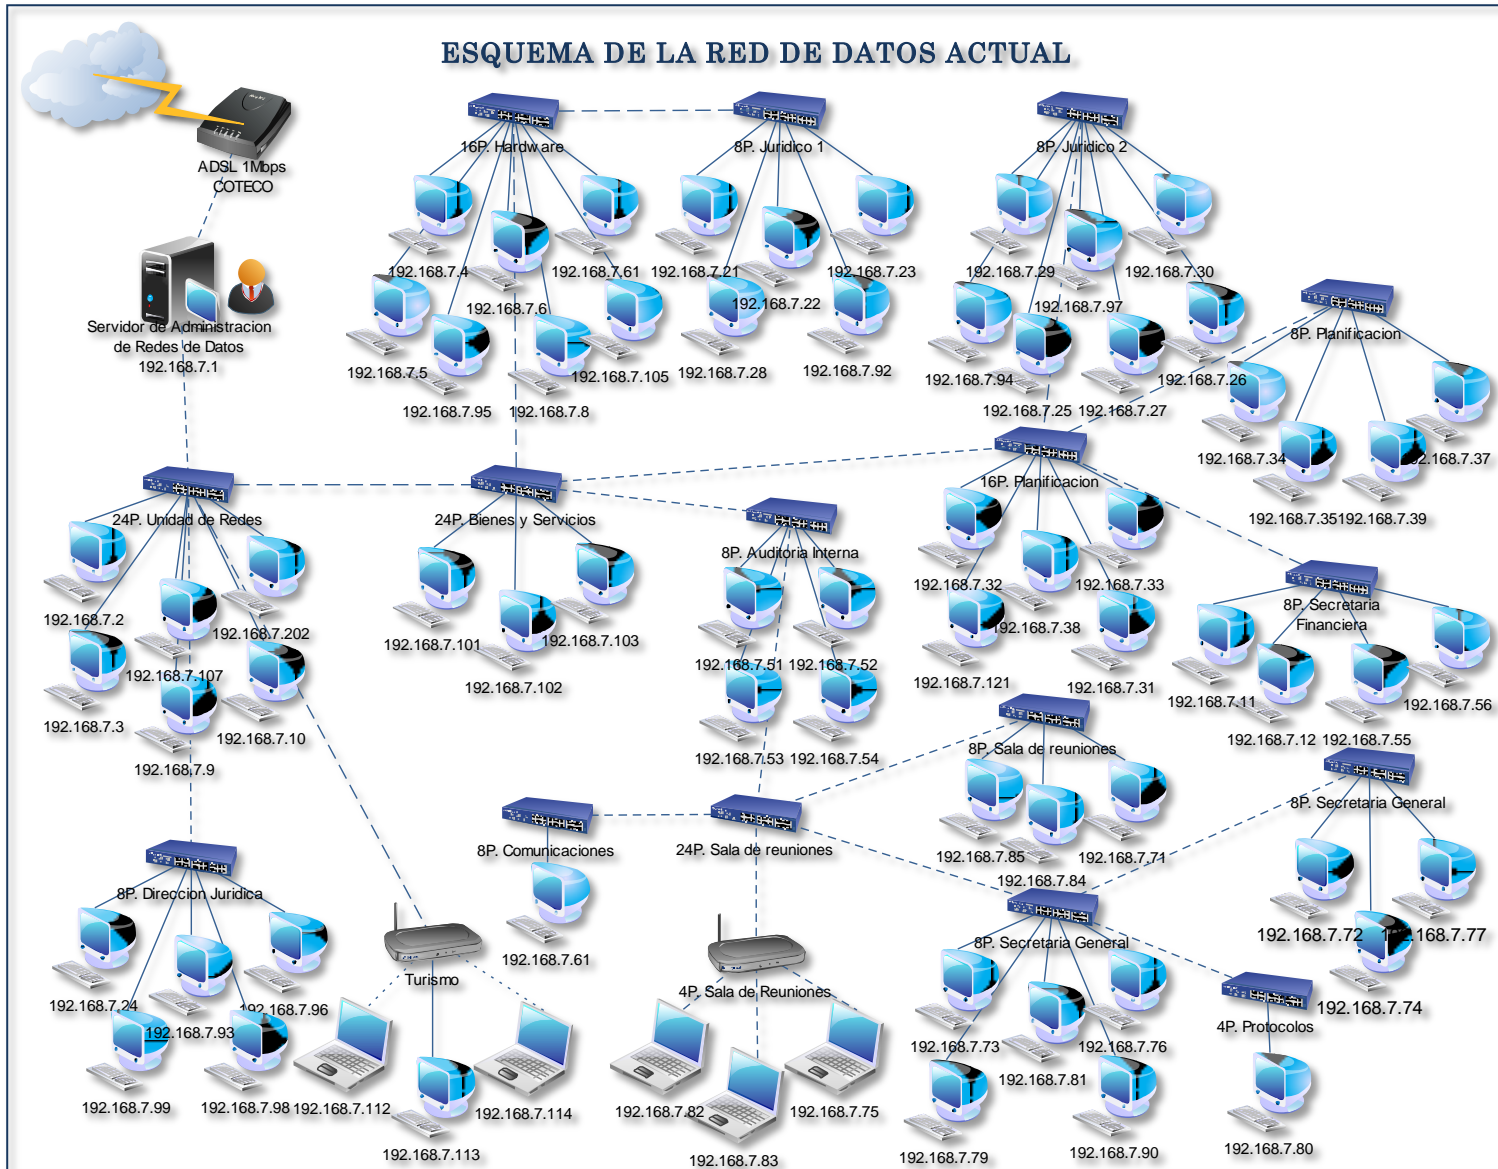 ESQUEMA DE LA RED DE DATOS ACTUAL
ADSL 1Mbps
COTECO
Servidor de Administracion
de Redes de Datos
192.168.7.1
16P. Hardware
192.168.7.4
192.168.7.6
192.168.7.61
192.168.7.5
192.168.7.95
192.168.7.8
192.168.7.105
8P. Juridico 1
192.168.7.21
192.168.7.22
192.168.7.23
192.168.7.28
192.168.7.92
8P. Juridico 2
192.168.7.29
192.168.7.97
192.168.7.30
192.168.7.94
192.168.7.25
192.168.7.27
192.168.7.26
8P. Planificacion
192.168.7.34
192.168.7.37
192.168.7.35
192.168.7.39
24P. Unidad de Redes
192.168.7.2
192.168.7.107
192.168.7.202
192.168.7.3
192.168.7.9
192.168.7.10
24P. Bienes y Servicios
192.168.7.101
192.168.7.102
192.168.7.103
8P. Auditoria Interna
192.168.7.51
192.168.7.52
192.168.7.53
192.168.7.54
16P. Planificacion
192.168.7.32
192.168.7.38
192.168.7.33
192.168.7.121
192.168.7.31
8P. Secretaria
Financiera
192.168.7.11
192.168.7.12
192.168.7.55
192.168.7.56
8P. Sala de reuniones
192.168.7.85
192.168.7.84
192.168.7.71
8P. Secretaria General
192.168.7.72
192.168.7.77
192.168.7.74
8P. Comunicaciones
192.168.7.61
24P. Sala de reuniones
8P. Direccion Juridica
192.168.7.24
192.168.7.93
192.168.7.96
192.168.7.99
192.168.7.98
Turismo
192.168.7.112
192.168.7.113
192.168.7.114
4P. Sala de Reuniones
192.168.7.82
192.168.7.83
192.168.7.75
8P. Secretaria General
192.168.7.73
192.168.7.81
192.168.7.76
192.168.7.79
192.168.7.90
4P. Protocolos
192.168.7.80